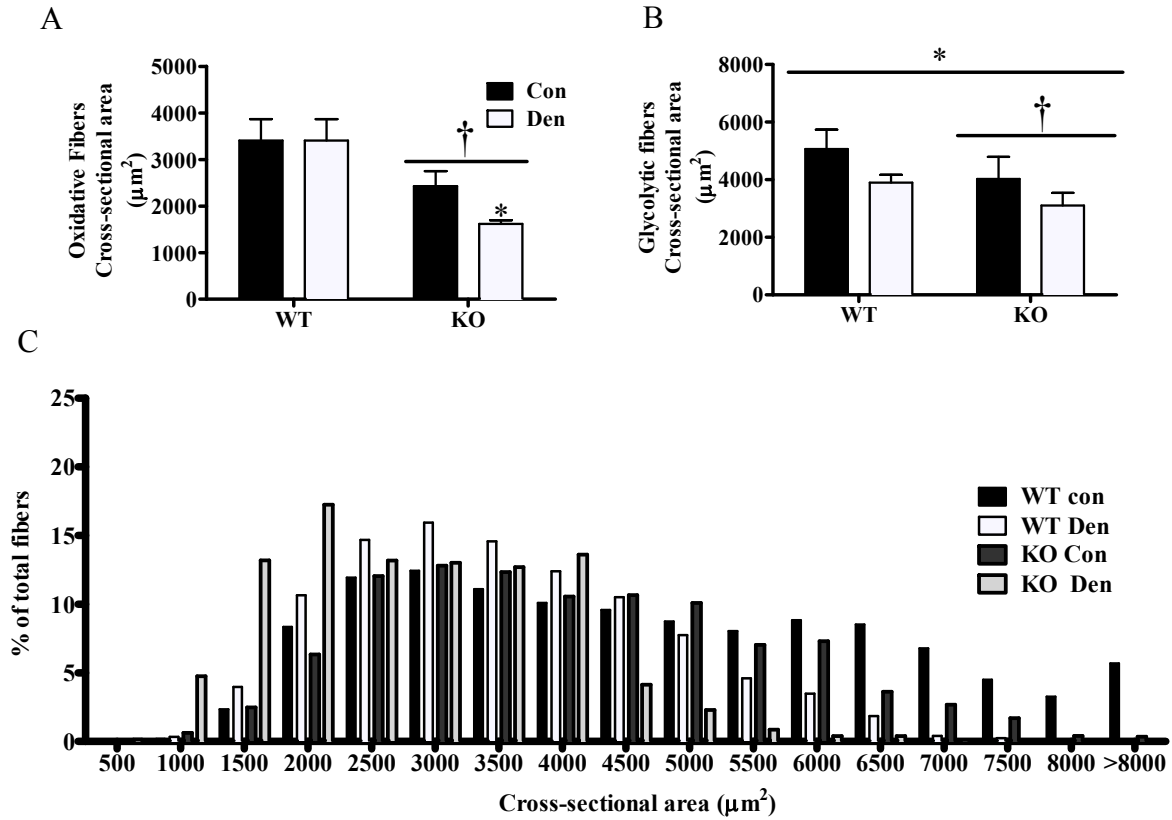 A
Oxidative Fibers
Cross-sectional area
(μm²)
5000
4000
3000
2000
1000
0
Con
Den
†
*
WT
KO
B
Glycolytic fibers
Cross-sectional area
(μm²)
8000
6000
4000
2000
0
*
†
WT
KO
C
% of total fibers
25
20
15
10
5
0
WT con
WT Den
KO Con
KO Den
500 1000 1500 2000 2500 3000 3500 4000 4500 5000 5500 6000 6500 7000 7500 8000 >8000
Cross-sectional area (μm²)